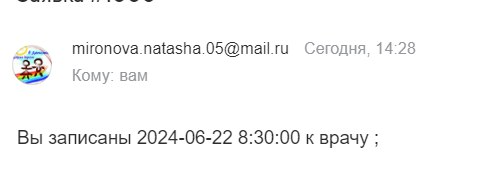 mironova.natasha.05@mail.ru Сегодня, 14:28
Кому: вам
Вы записаны 2024-06-22 8:30:00 к врачу ;